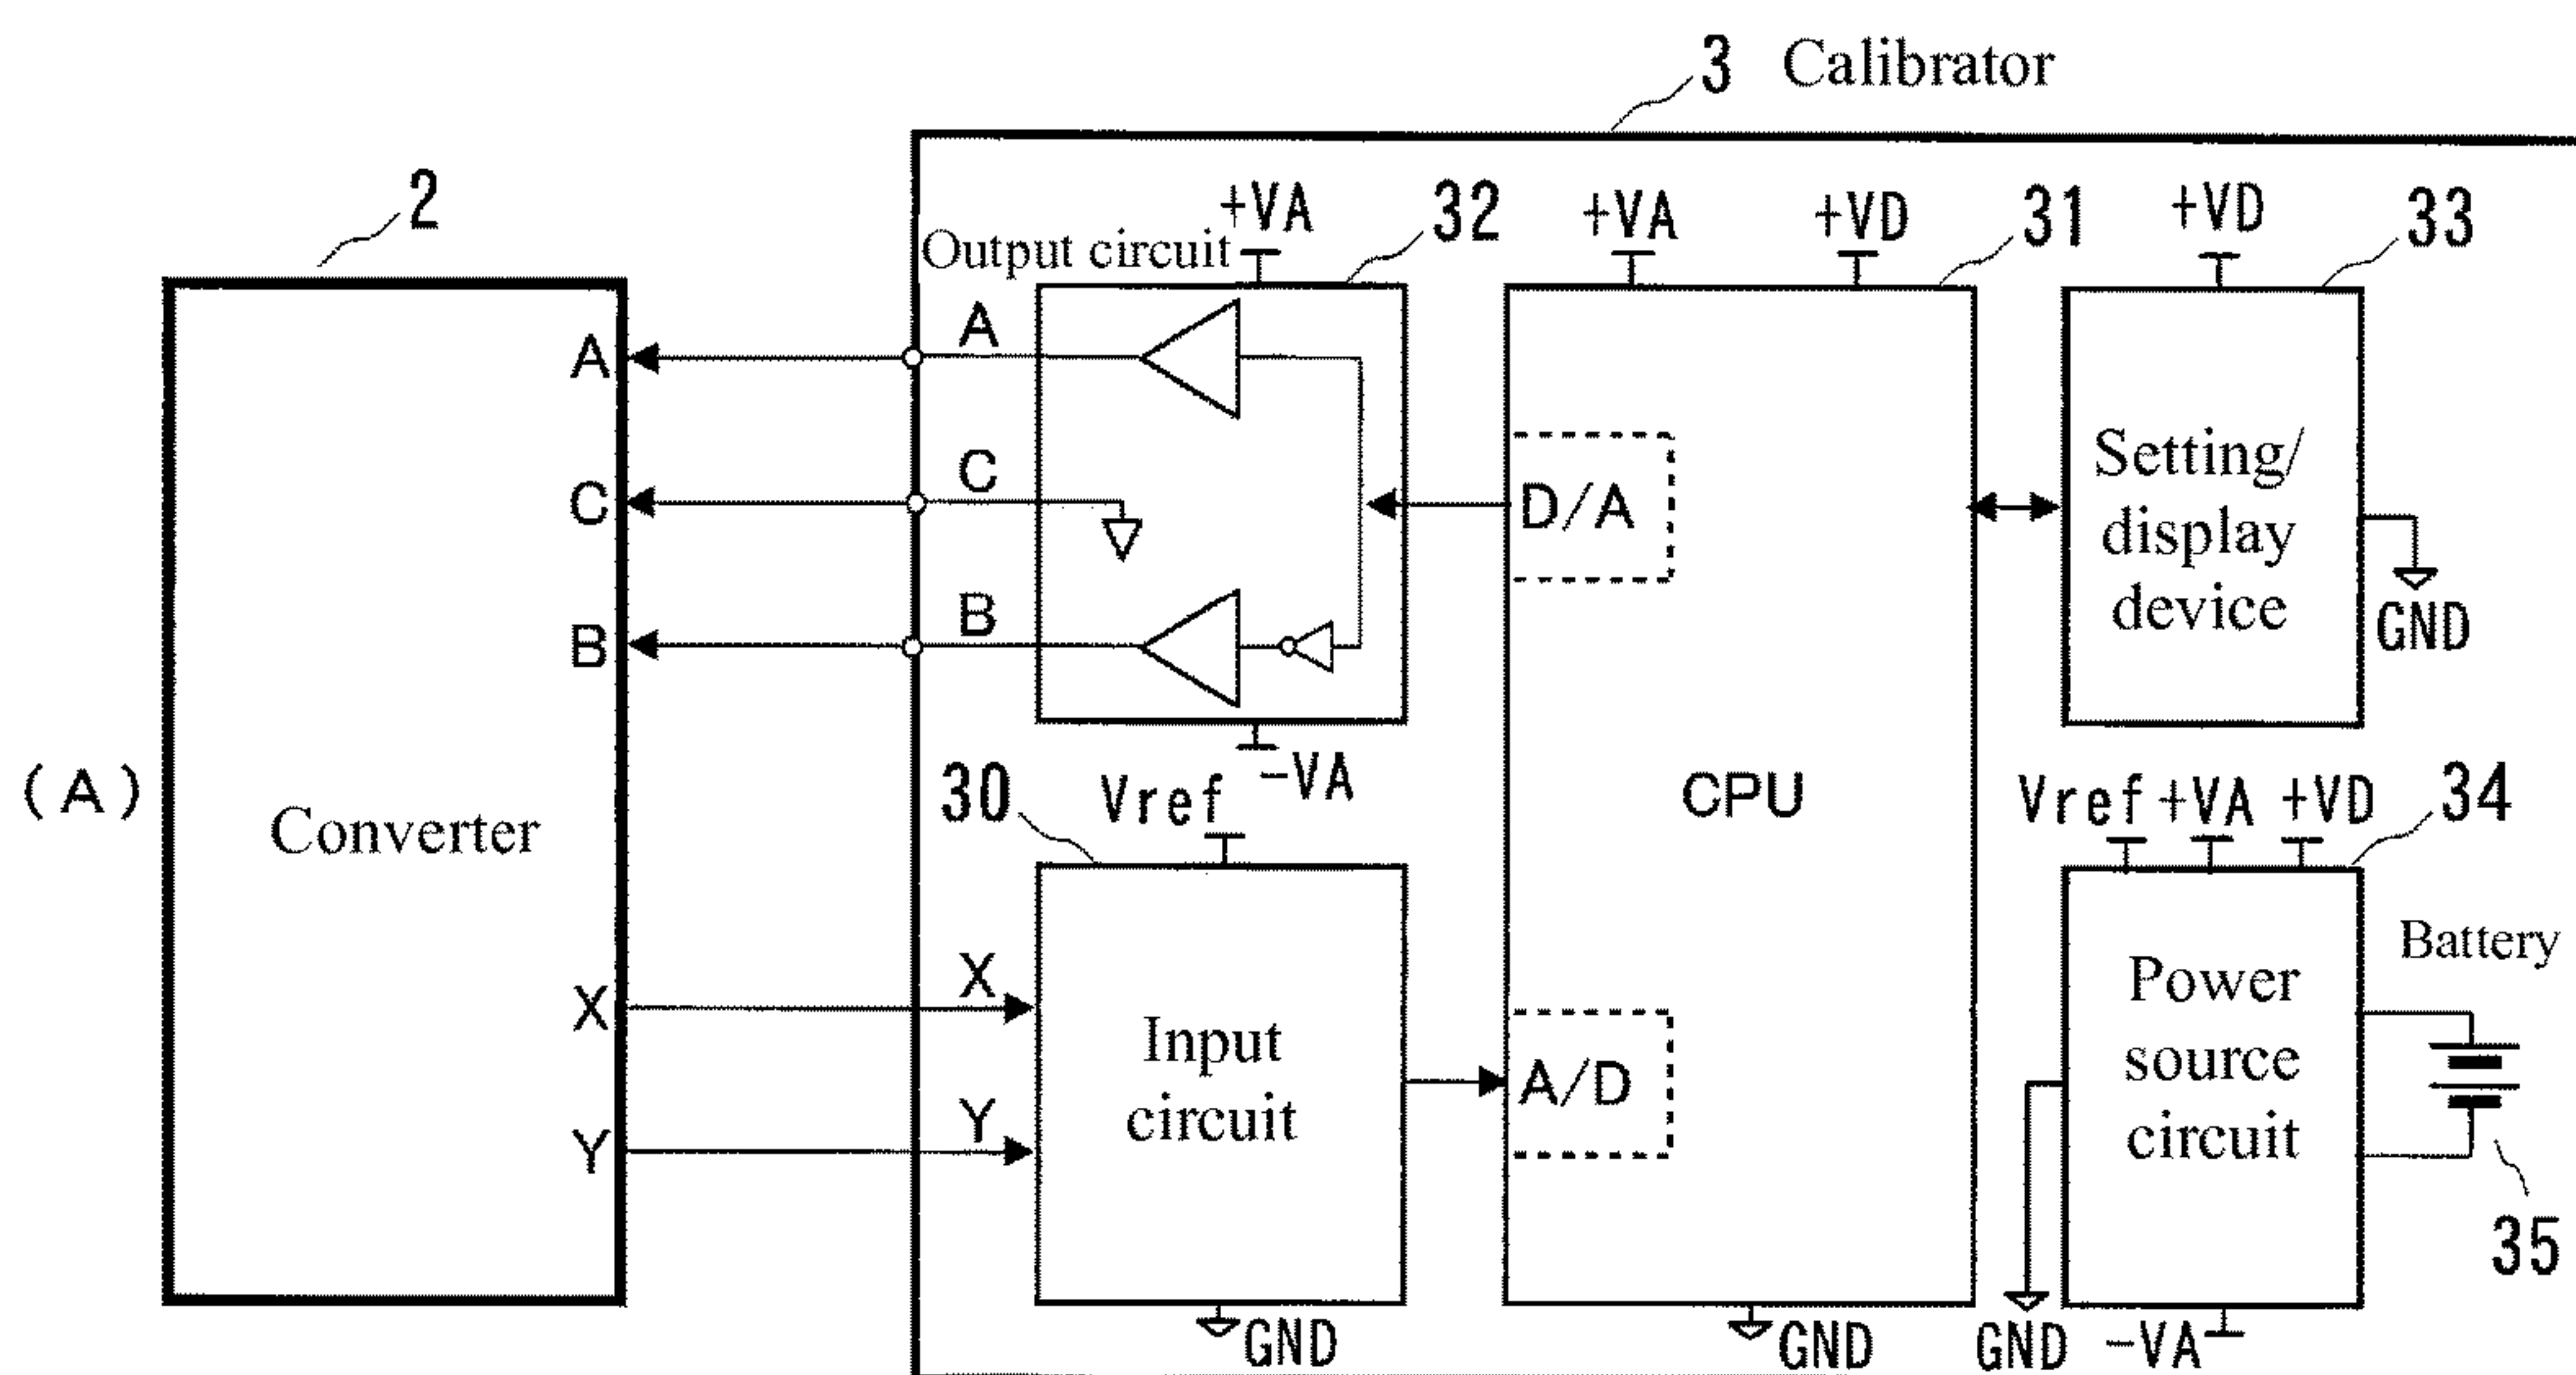 3 Calibrator
2
+VA 32 +VA +VD 31 +VD 33
Output circuit
A A
C C
B B
D/A
Setting/
display
device
GND
-VA
(A)
Converter
30 Vref
CPU
Vref +VA +VD 34
Battery
X X
Y Y
Input
circuit
A/D
Power
source
circuit
35
GND GND GND -VA